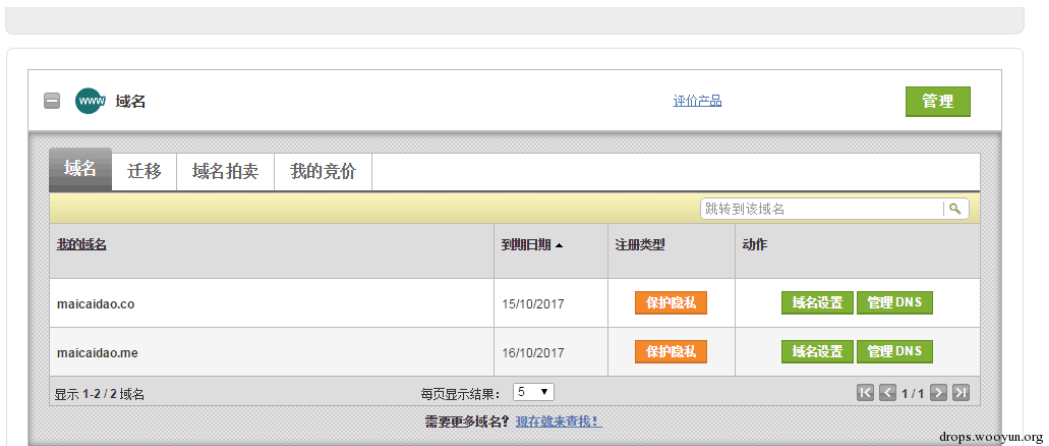 www 域名 评价产品 管理
域名 迁移 域名拍卖 我的竞价
跳转到该域名
我的域名 到期日期 注册类型 动作
maicaidao.co 15/10/2017 保护隐私 域名设置 管理 DNS
maicaidao.me 16/10/2017 保护隐私 域名设置 管理 DNS
显示 1-2 / 2 域名 每页显示结果： 5 1 / 1
需要更多域名? 现在就来查找！
drops.wooyun.org